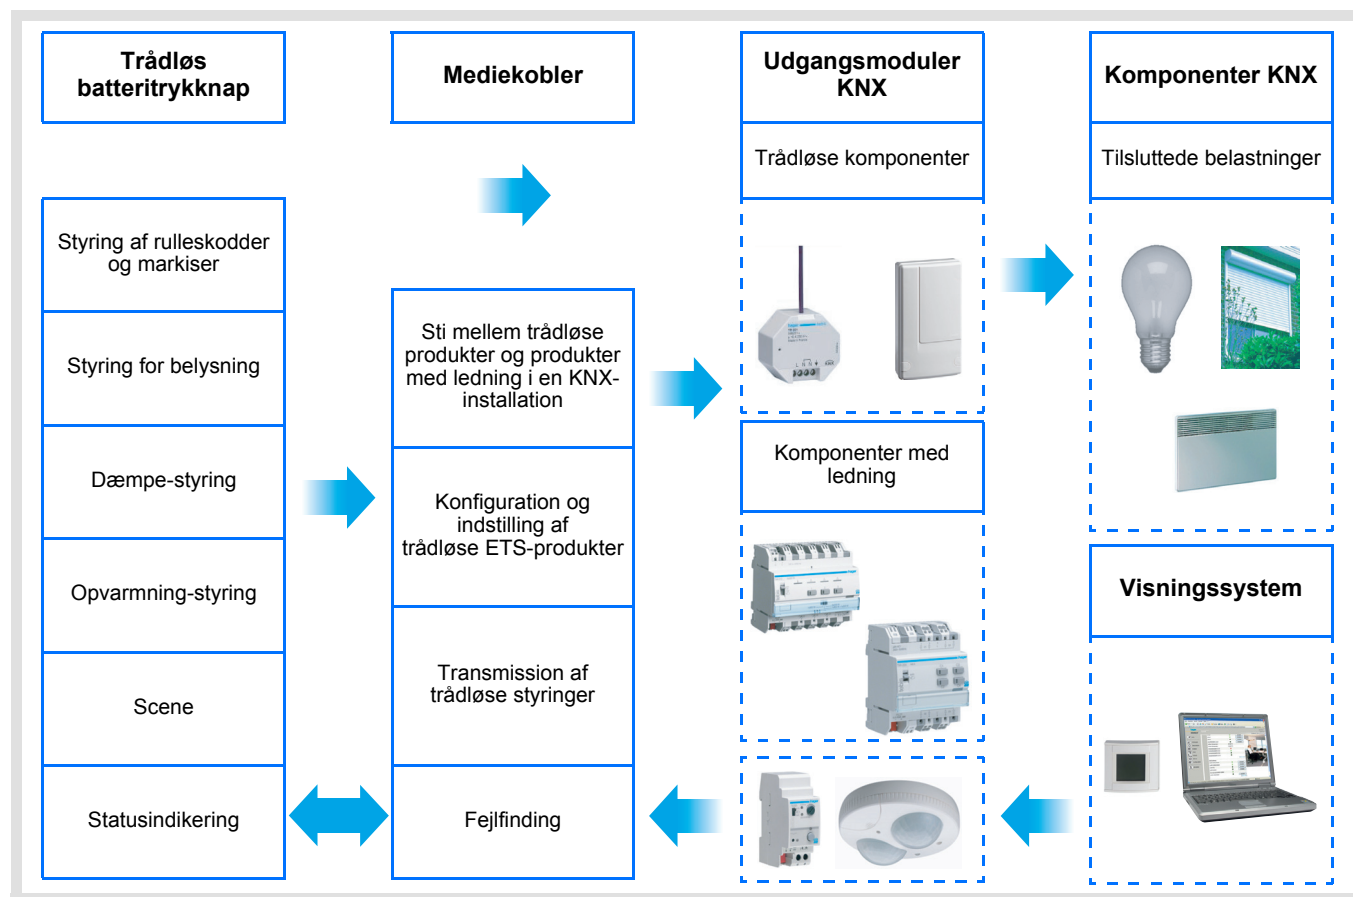 Trådløs
batteritrykknap
Styring af rulleskodder
og markiser
Styring for belysning
Dæmpe-styring
Opvarmning-styring
Scene
Statusindikering
Mediekobler
Sti mellem trådløse
produkter og produkter
med ledning i en KNX-
installation
Konfiguration og
indstilling af
trådløse ETS-produkter
Transmission af
trådløse styringer
Fejlfinding
Udgangsmoduler
KNX
Trådløse komponenter
L N N
Komponenter med
ledning
Komponenter KNX
Tilsluttede belastninger
Visningssystem